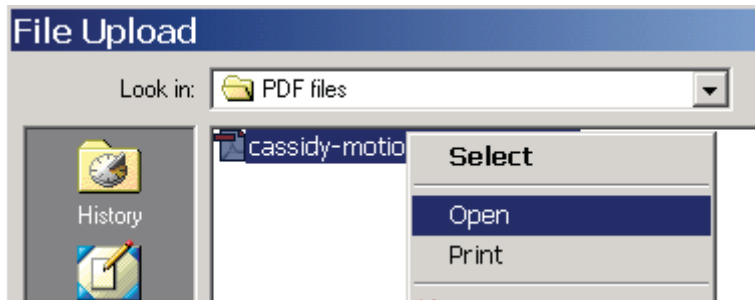 File Upload
Look in: PDF files
cassidy-motio
Select
History
Open
Print